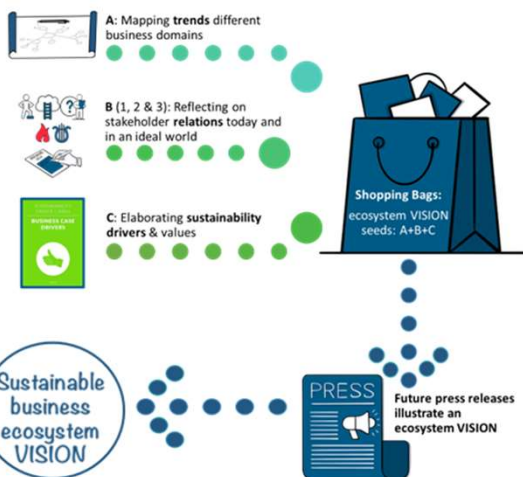 A: Mapping trends different
business domains
B (1, 2 & 3): Reflecting on
stakeholder relations today and
in an ideal world
BUSINESS CASE
DRIVERS
C: Elaborating sustainability
drivers & values
Shopping Bags:
ecosystem VISION
seeds: A+B+C
PRESS
Future press releases
illustrate an
ecosystem VISION
Sustainable
business
ecosystem
VISION